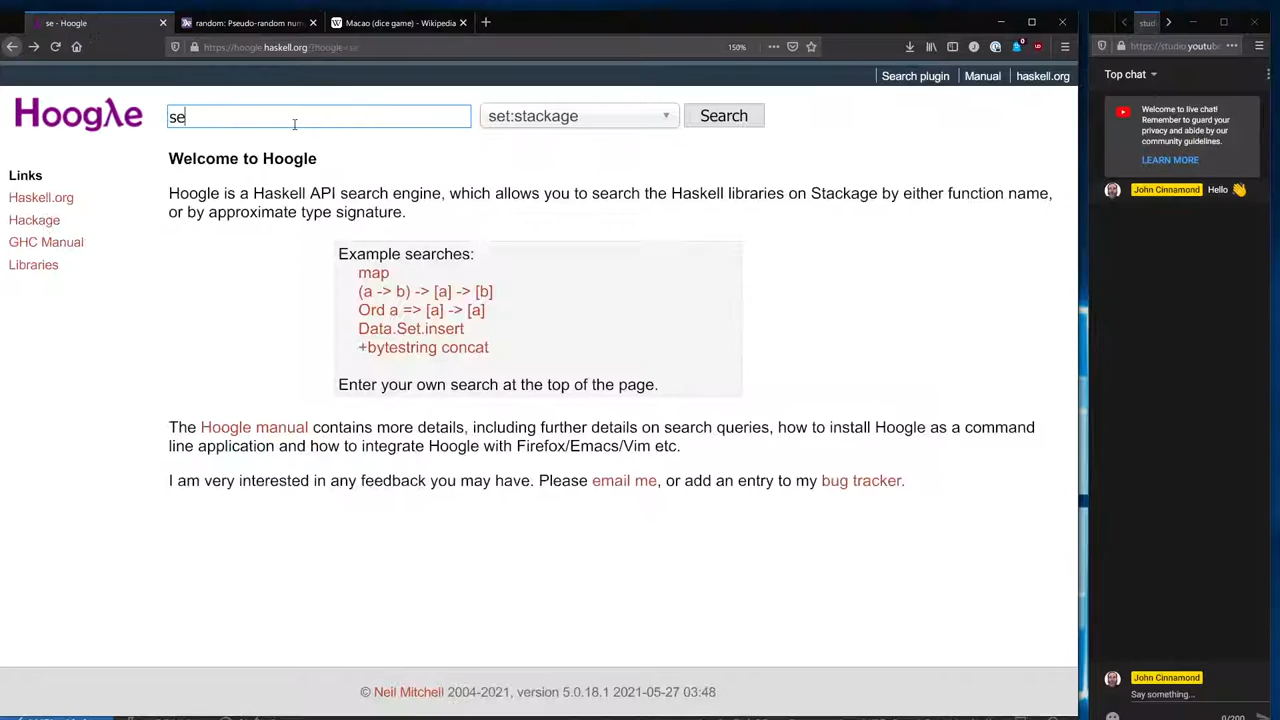 se - Hoogle
random: Pseudo-random num
Macao (dice game) - Wikipedia
https://hoogle.haskell.org/?hoogle=se
150%
https://studio.youtube
Search plugin
Manual
haskell.org
Hoogλe
se
set:stackage
Search
Welcome to Hoogle
Links
Haskell.org
Hackage
GHC Manual
Libraries
Hoogle is a Haskell API search engine, which allows you to search the Haskell libraries on Stackage by either function name,
or by approximate type signature.
Example searches:
map
(a -> b) -> [a] -> [b]
Ord a => [a] -> [a]
Data.Set.insert
+bytestring concat
Enter your own search at the top of the page.
The Hoogle manual contains more details, including further details on search queries, how to install Hoogle as a command
line application and how to integrate Hoogle with Firefox/Emacs/Vim etc.
I am very interested in any feedback you may have. Please email me, or add an entry to my bug tracker.
© Neil Mitchell 2004-2021, version 5.0.18.1 2021-05-27 03:48
stud
Top chat
Welcome to live chat!
Remember to guard your
privacy and abide by our
community guidelines.
LEARN MORE
John Cinnamond Hello 👋
John Cinnamond
Say something...
0/200